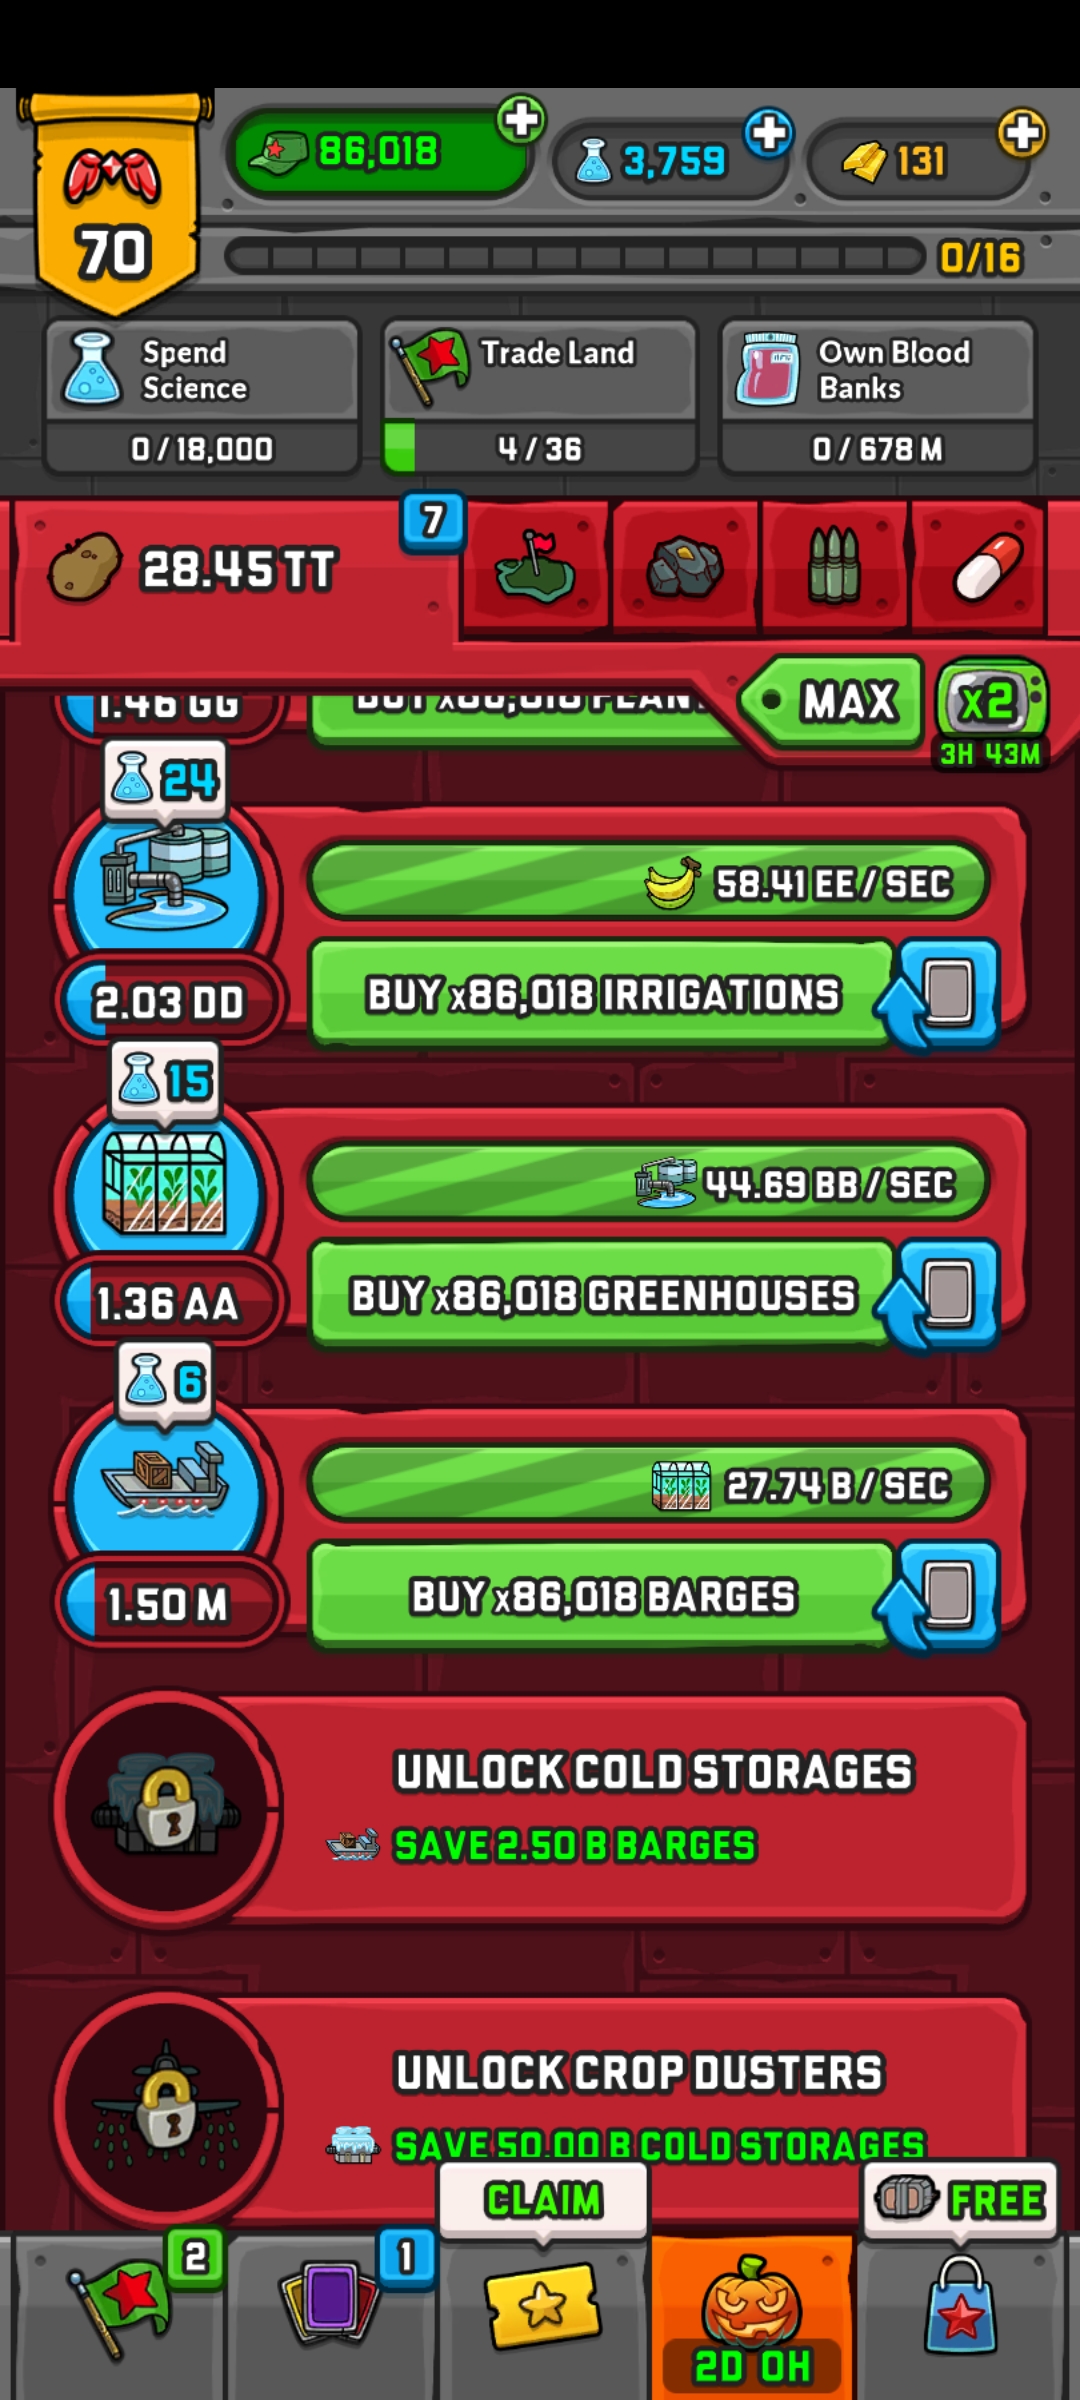 70
86,018
3,759
131
0/16
Spend
Science
0 / 18,000
Trade Land
4 / 36
Own Blood
Banks
0 / 678 M
28.45 TT
7
MAX
x2
3H 43M
1.46 GG
BUY x86,018
24
58.41 EE / SEC
2.03 DD
BUY x86,018 IRRIGATIONS
15
44.69 BB / SEC
1.36 AA
BUY x86,018 GREENHOUSES
6
27.74 B / SEC
1.50 M
BUY x86,018 BARGES
UNLOCK COLD STORAGES
SAVE 2.50 B BARGES
UNLOCK CROP DUSTERS
SAVE 50.00 B COLD STORAGES
CLAIM
FREE
2
1
2D 0H